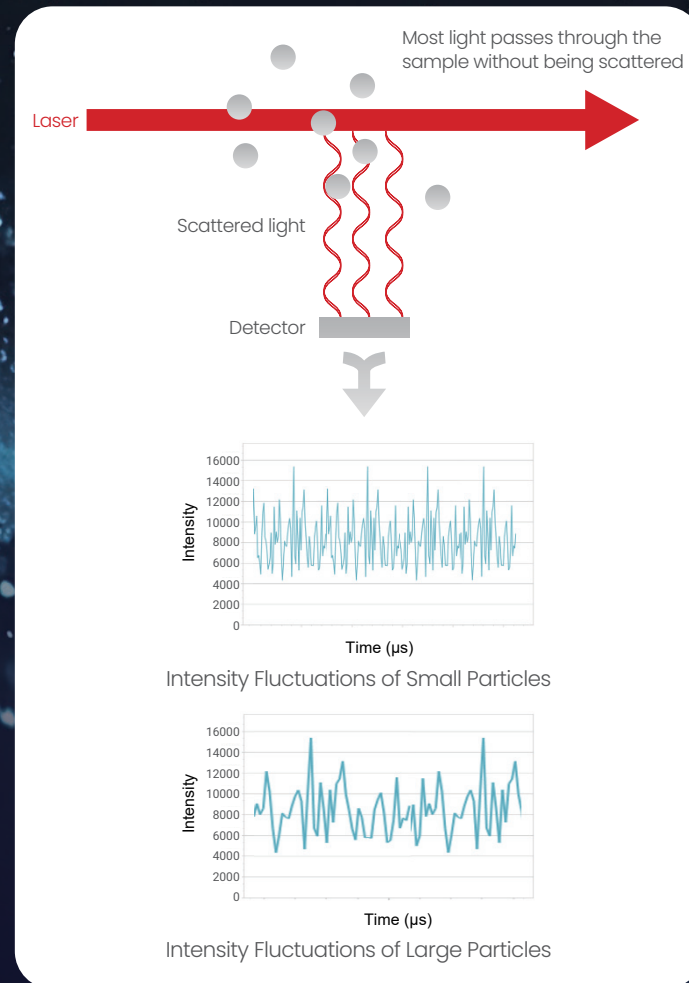 Most light passes through the
sample without being scattered
Laser
Scattered light
Detector
16000
14000
12000
10000
8000
6000
4000
2000
0
Intensity
Time (µs)
Intensity Fluctuations of Small Particles
16000
14000
12000
10000
8000
6000
4000
2000
0
Intensity
Time (µs)
Intensity Fluctuations of Large Particles